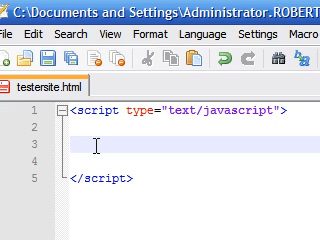 C:\Documents and Settings\Administrator.ROBERT
File Edit Search View Format Language Settings Macro
testersite.html
1 <script type="text/javascript">
2
3
4
5 </script>